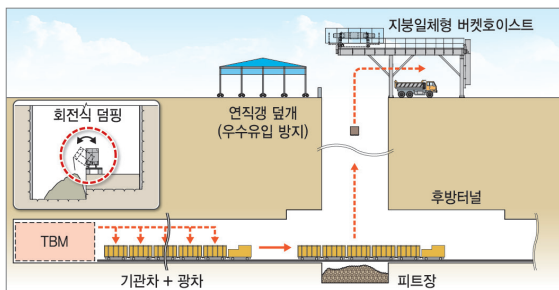 지붕일체형 버켓호이스트
회전식 덤핑
연직갱 덮개
(우수유입 방지)
후방터널
TBM
기관차 + 광차
피트장